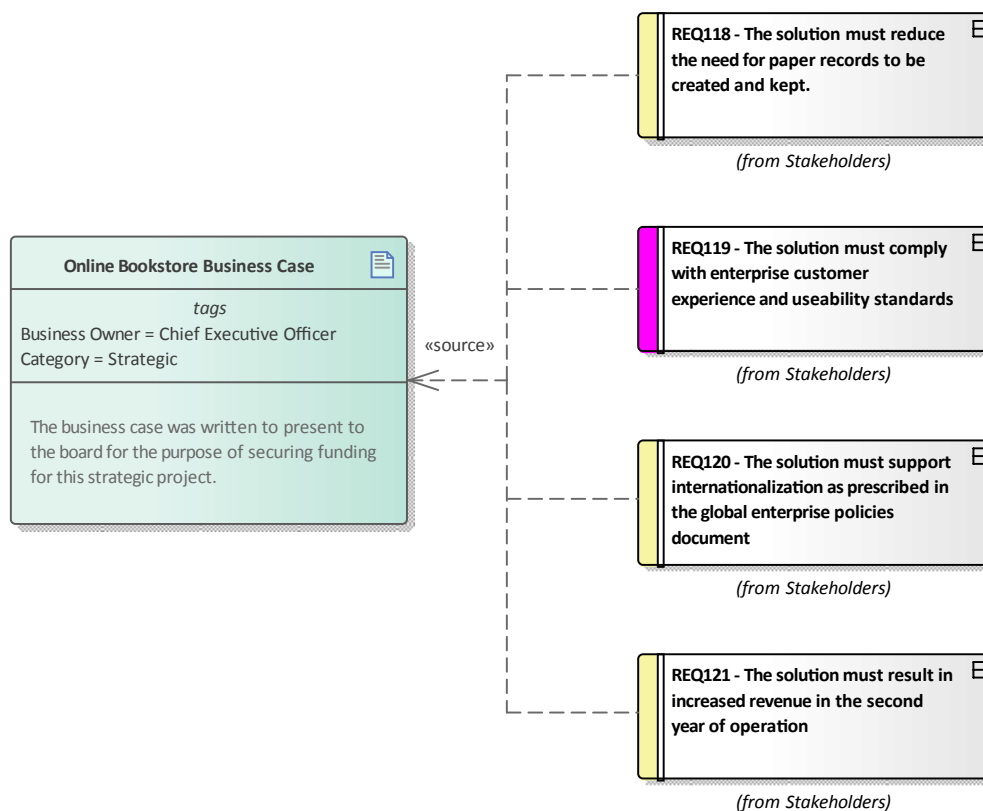 REQ118 - The solution must reduce
the need for paper records to be
created and kept.
(from Stakeholders)
REQ119 - The solution must comply
with enterprise customer
experience and useability standards
(from Stakeholders)
Online Bookstore Business Case
tags
Business Owner = Chief Executive Officer
Category = Strategic
The business case was written to present to
the board for the purpose of securing funding
for this strategic project.
«source»
REQ120 - The solution must support
internationalization as prescribed in
the global enterprise policies
document
(from Stakeholders)
REQ121 - The solution must result in
increased revenue in the second
year of operation
(from Stakeholders)